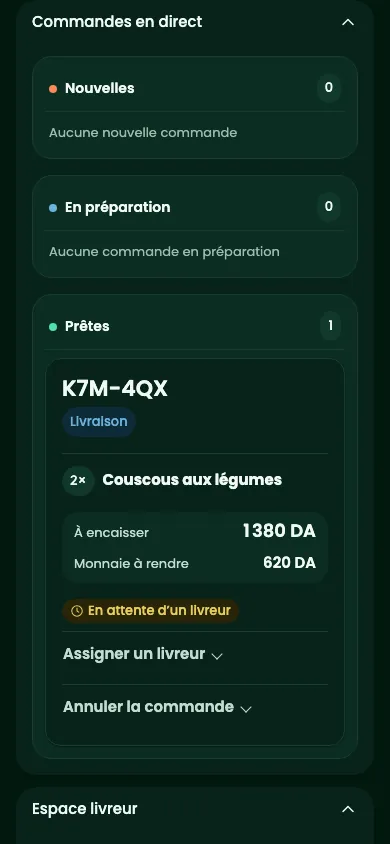 Commandes en direct
Nouvelles
0
Aucune nouvelle commande
En préparation
0
Aucune commande en préparation
Prêtes
1
K7M-4QX
Livraison
2× Couscous aux légumes
À encaisser 1 380 DA
Monnaie à rendre 620 DA
En attente d'un livreur
Assigner un livreur
Annuler la commande
Espace livreur